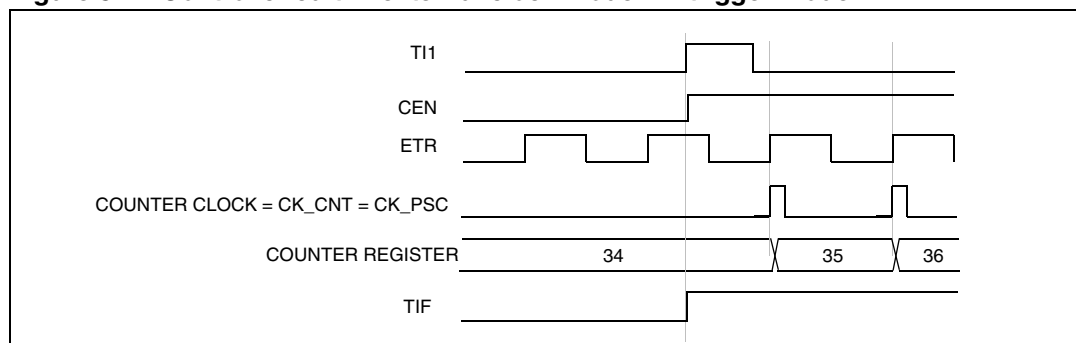 TI1
CEN
ETR
COUNTER CLOCK = CK_CNT = CK_PSC
COUNTER REGISTER 34 35 36
TIF